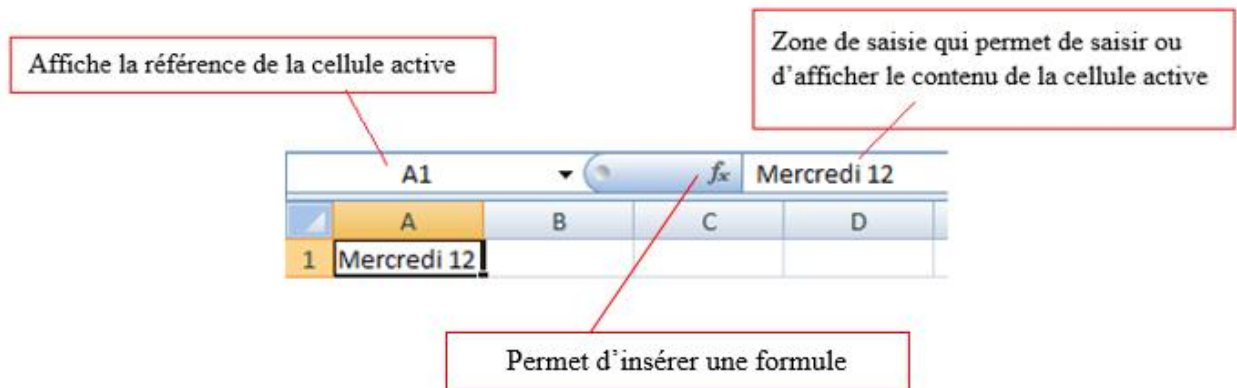 Affiche la référence de la cellule active
Zone de saisie qui permet de saisir ou
d'afficher le contenu de la cellule active
A1 fx Mercredi 12
A B C D
1 Mercredi 12
Permet d'insérer une formule